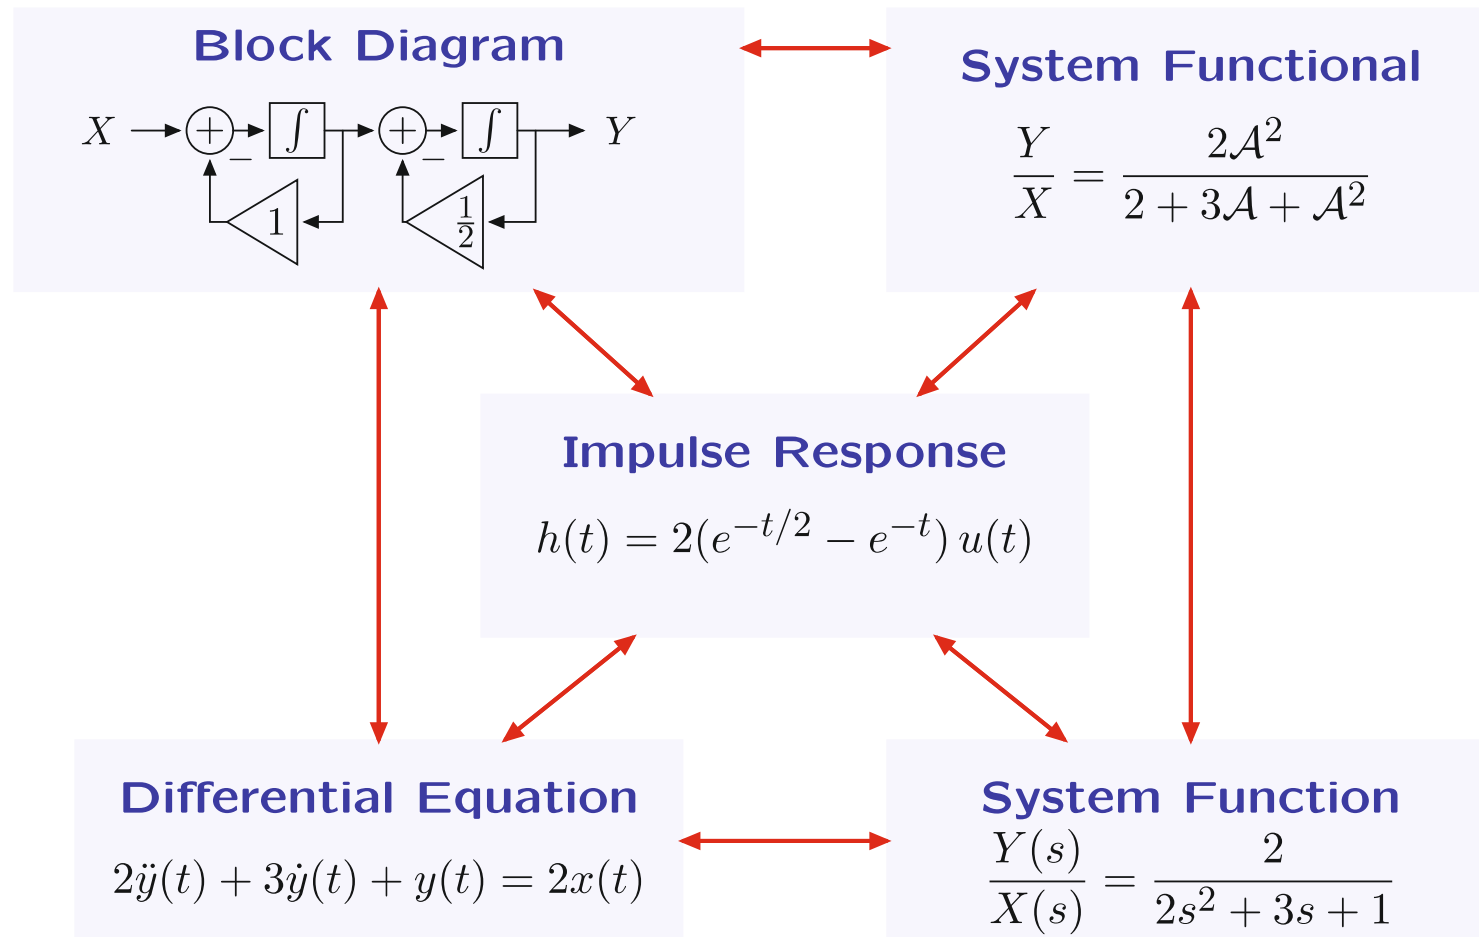 Block Diagram
X + − ∫ + − ∫ Y
1 1/2
System Functional
Y/X = 2𝒜²/(2 + 3𝒜 + 𝒜²)
Impulse Response
h(t) = 2(e^{−t/2} − e^{−t}) u(t)
Differential Equation
2ÿ(t) + 3ẏ(t) + y(t) = 2x(t)
System Function
Y(s)/X(s) = 2/(2s² + 3s + 1)